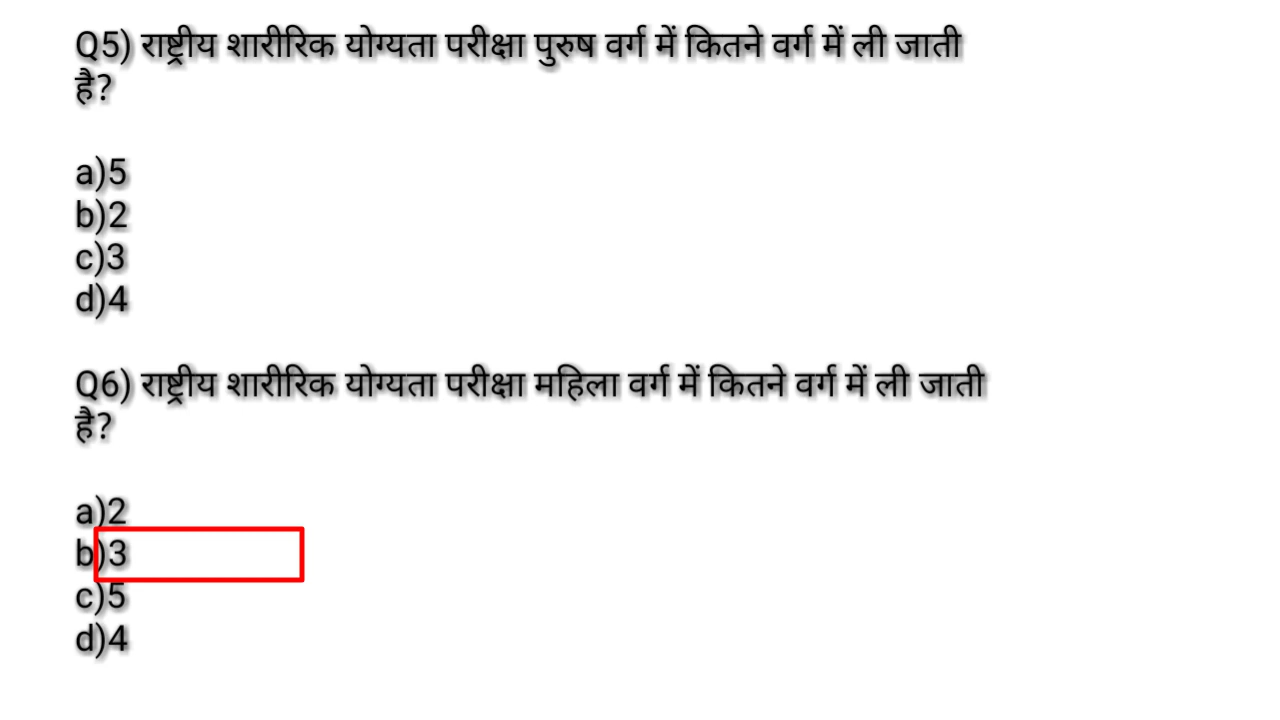 Q5) राष्ट्रीय शारीरिक योग्यता परीक्षा पुरुष वर्ग में कितने वर्ग में ली जाती
है?
a)5
b)2
c)3
d)4
Q6) राष्ट्रीय शारीरिक योग्यता परीक्षा महिला वर्ग में कितने वर्ग में ली जाती
है?
a)2
b)3
c)5
d)4